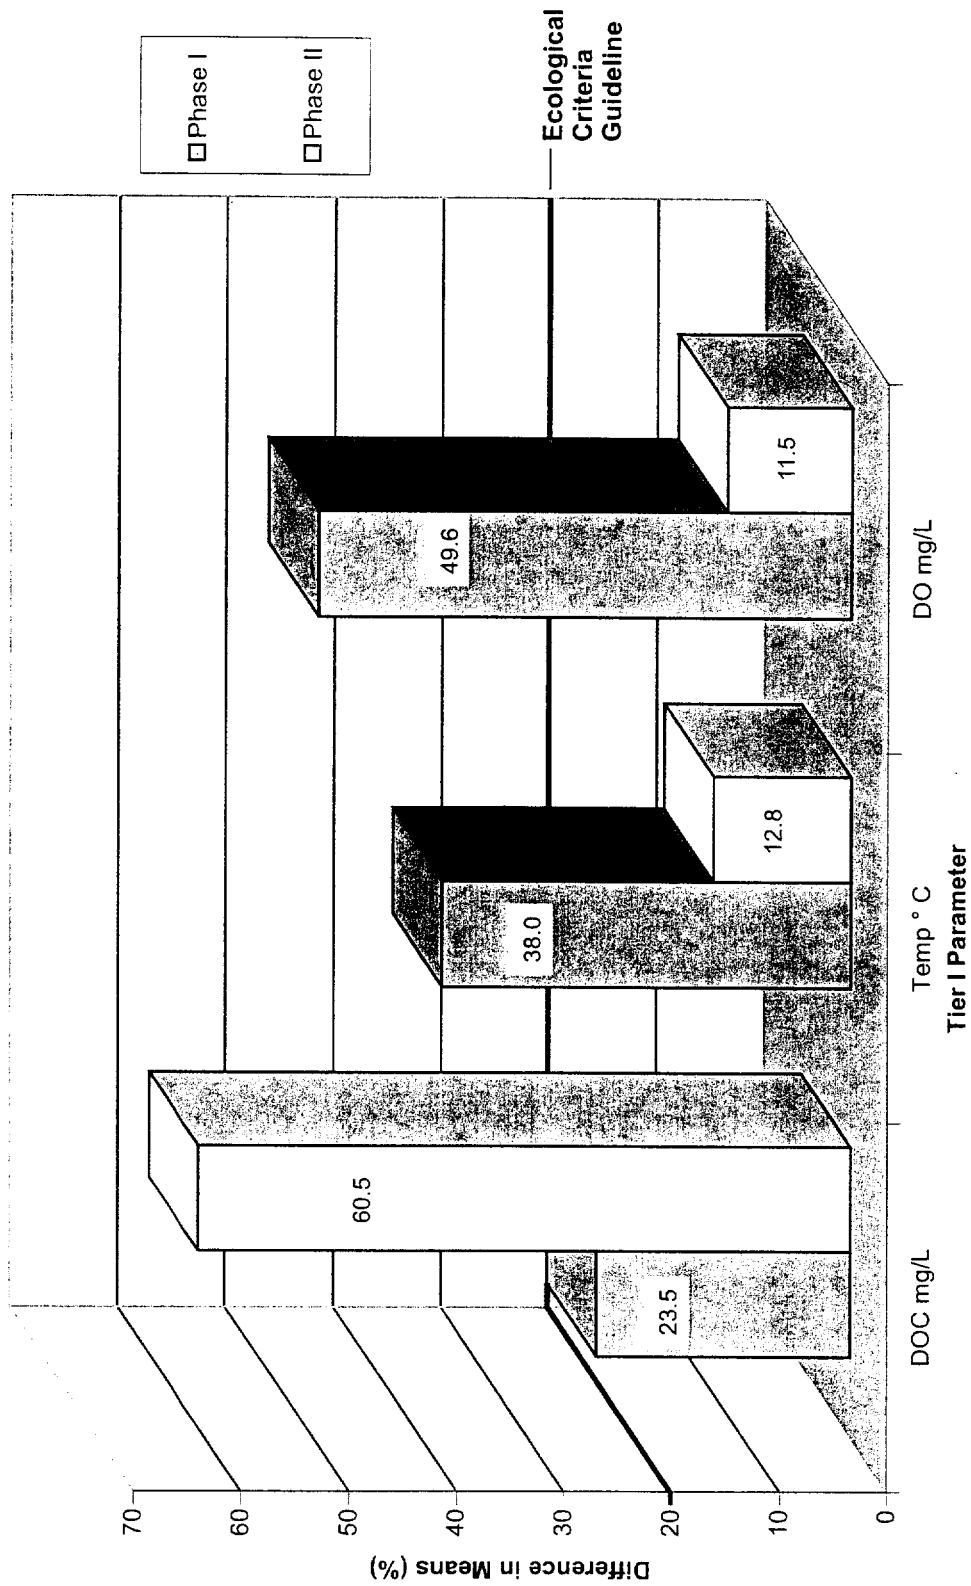 Phase I
Phase II
Ecological
Criteria
Guideline
Difference in Means (%)
70
60
50
40
30
20
10
0
23.5
60.5
38.0
12.8
49.6
11.5
DOC mg/L
Temp ° C
DO mg/L
Tier I Parameter